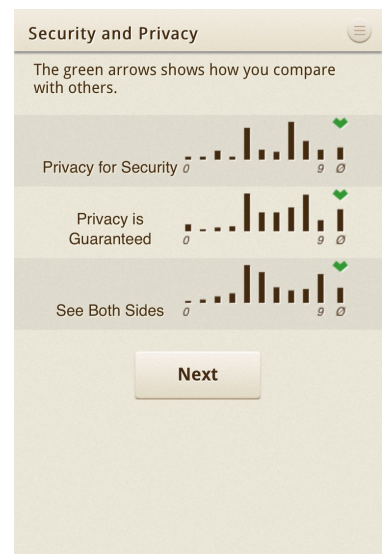 Security and Privacy
The green arrows shows how you compare
with others.
Privacy for Security
0 9 Ø
Privacy is
Guaranteed
0 9 Ø
See Both Sides
0 9 Ø
Next